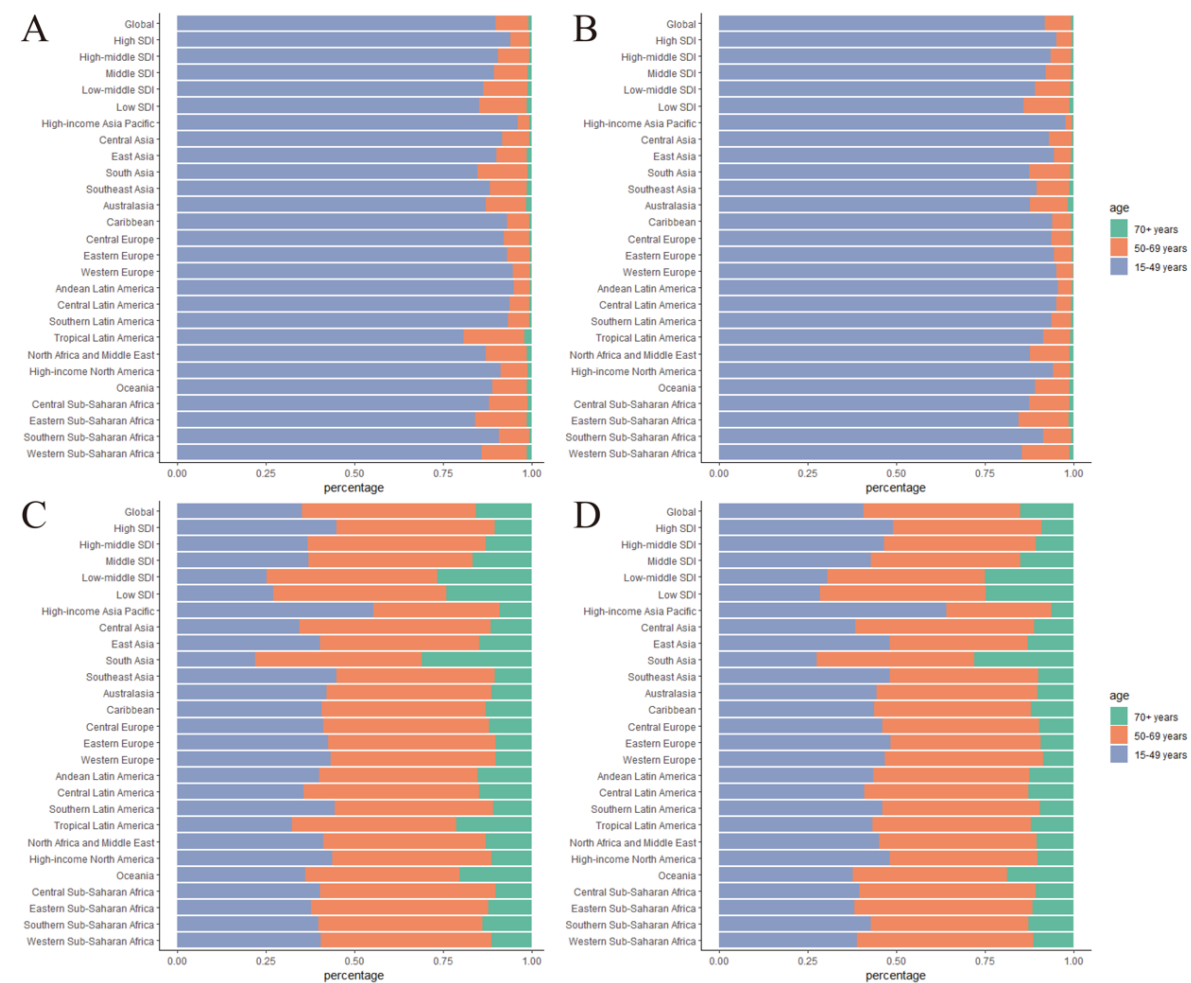 A
Global
High SDI
High-middle SDI
Middle SDI
Low-middle SDI
Low SDI
High-income Asia Pacific
Central Asia
East Asia
South Asia
Southeast Asia
Australasia
Caribbean
Central Europe
Eastern Europe
Western Europe
Andean Latin America
Central Latin America
Southern Latin America
Tropical Latin America
North Africa and Middle East
High-income North America
Oceania
Central Sub-Saharan Africa
Eastern Sub-Saharan Africa
Southern Sub-Saharan Africa
Western Sub-Saharan Africa
0.00 0.25 0.50 0.75 1.00
percentage
B
Global
High SDI
High-middle SDI
Middle SDI
Low-middle SDI
Low SDI
High-income Asia Pacific
Central Asia
East Asia
South Asia
Southeast Asia
Australasia
Caribbean
Central Europe
Eastern Europe
Western Europe
Andean Latin America
Central Latin America
Southern Latin America
Tropical Latin America
North Africa and Middle East
High-income North America
Oceania
Central Sub-Saharan Africa
Eastern Sub-Saharan Africa
Southern Sub-Saharan Africa
Western Sub-Saharan Africa
0.00 0.25 0.50 0.75 1.00
percentage
age
70+ years
50-69 years
15-49 years
C
Global
High SDI
High-middle SDI
Middle SDI
Low-middle SDI
Low SDI
High-income Asia Pacific
Central Asia
East Asia
South Asia
Southeast Asia
Australasia
Caribbean
Central Europe
Eastern Europe
Western Europe
Andean Latin America
Central Latin America
Southern Latin America
Tropical Latin America
North Africa and Middle East
High-income North America
Oceania
Central Sub-Saharan Africa
Eastern Sub-Saharan Africa
Southern Sub-Saharan Africa
Western Sub-Saharan Africa
0.00 0.25 0.50 0.75 1.00
percentage
D
Global
High SDI
High-middle SDI
Middle SDI
Low-middle SDI
Low SDI
High-income Asia Pacific
Central Asia
East Asia
South Asia
Southeast Asia
Australasia
Caribbean
Central Europe
Eastern Europe
Western Europe
Andean Latin America
Central Latin America
Southern Latin America
Tropical Latin America
North Africa and Middle East
High-income North America
Oceania
Central Sub-Saharan Africa
Eastern Sub-Saharan Africa
Southern Sub-Saharan Africa
Western Sub-Saharan Africa
0.00 0.25 0.50 0.75 1.00
percentage
age
70+ years
50-69 years
15-49 years